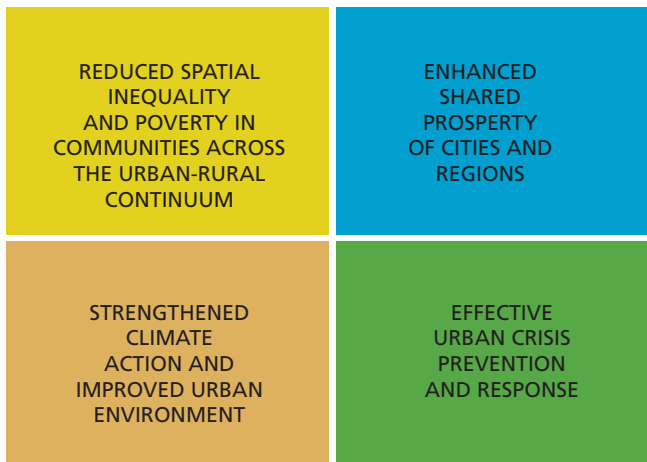 REDUCED SPATIAL
INEQUALITY
AND POVERTY IN
COMMUNITIES ACROSS
THE URBAN-RURAL
CONTINUUM
ENHANCED
SHARED
PROSPERTY
OF CITIES AND
REGIONS
STRENGTHENED
CLIMATE
ACTION AND
IMPROVED URBAN
ENVIRONMENT
EFFECTIVE
URBAN CRISIS
PREVENTION
AND RESPONSE